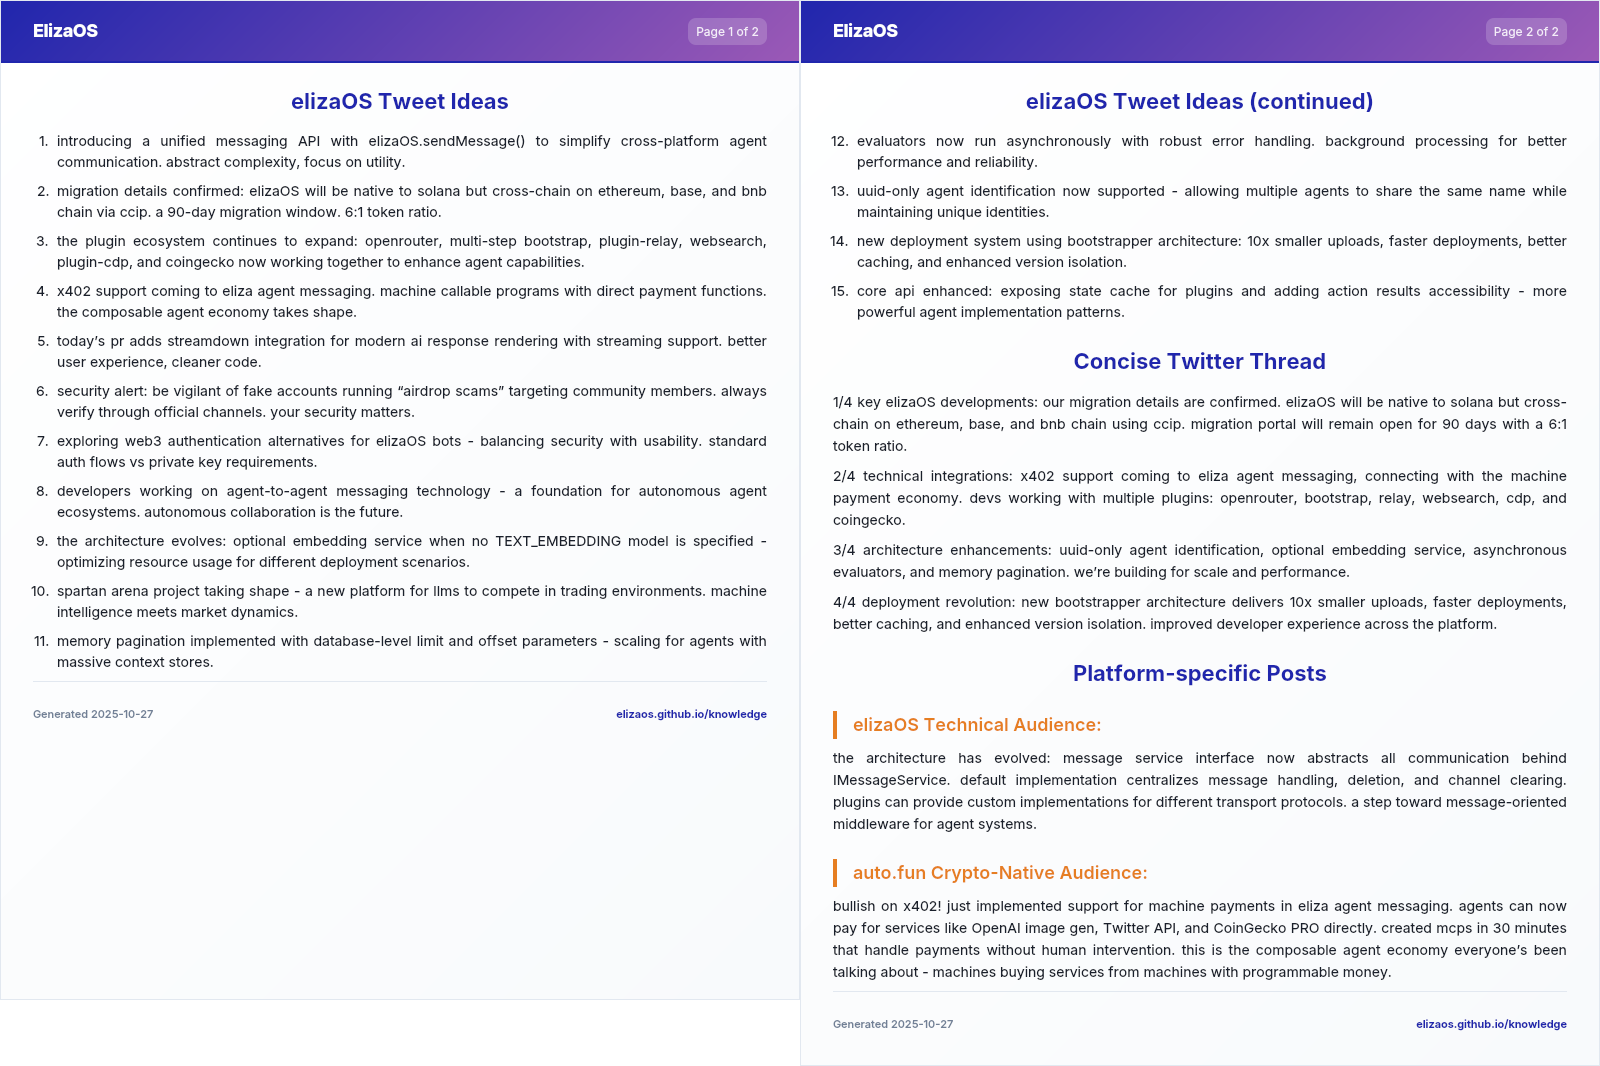 ElizaOS
Page 1 of 2
elizaOS Tweet Ideas
1. introducing a unified messaging API with elizaOS.sendMessage() to simplify cross-platform agent
communication. abstract complexity, focus on utility.
2. migration details confirmed: elizaOS will be native to solana but cross-chain on ethereum, base, and bnb
chain via ccip. a 90-day migration window. 6:1 token ratio.
3. the plugin ecosystem continues to expand: openrouter, multi-step bootstrap, plugin-relay, websearch,
plugin-cdp, and coingecko now working together to enhance agent capabilities.
4. x402 support coming to eliza agent messaging. machine callable programs with direct payment functions.
the composable agent economy takes shape.
5. today’s pr adds streamdown integration for modern ai response rendering with streaming support. better
user experience, cleaner code.
6. security alert: be vigilant of fake accounts running “airdrop scams” targeting community members. always
verify through official channels. your security matters.
7. exploring web3 authentication alternatives for elizaOS bots - balancing security with usability. standard
auth flows vs private key requirements.
8. developers working on agent-to-agent messaging technology - a foundation for autonomous agent
ecosystems. autonomous collaboration is the future.
9. the architecture evolves: optional embedding service when no TEXT_EMBEDDING model is specified -
optimizing resource usage for different deployment scenarios.
10. spartan arena project taking shape - a new platform for llms to compete in trading environments. machine
intelligence meets market dynamics.
11. memory pagination implemented with database-level limit and offset parameters - scaling for agents with
massive context stores.
Generated 2025-10-27
elizaos.github.io/knowledge
ElizaOS
Page 2 of 2
elizaOS Tweet Ideas (continued)
12. evaluators now run asynchronously with robust error handling. background processing for better
performance and reliability.
13. uuid-only agent identification now supported - allowing multiple agents to share the same name while
maintaining unique identities.
14. new deployment system using bootstrapper architecture: 10x smaller uploads, faster deployments, better
caching, and enhanced version isolation.
15. core api enhanced: exposing state cache for plugins and adding action results accessibility - more
powerful agent implementation patterns.
Concise Twitter Thread
1/4 key elizaOS developments: our migration details are confirmed. elizaOS will be native to solana but cross-
chain on ethereum, base, and bnb chain using ccip. migration portal will remain open for 90 days with a 6:1
token ratio.
2/4 technical integrations: x402 support coming to eliza agent messaging, connecting with the machine
payment economy. devs working with multiple plugins: openrouter, bootstrap, relay, websearch, cdp, and
coingecko.
3/4 architecture enhancements: uuid-only agent identification, optional embedding service, asynchronous
evaluators, and memory pagination. we’re building for scale and performance.
4/4 deployment revolution: new bootstrapper architecture delivers 10x smaller uploads, faster deployments,
better caching, and enhanced version isolation. improved developer experience across the platform.
Platform-specific Posts
elizaOS Technical Audience:
the architecture has evolved: message service interface now abstracts all communication behind
IMessageService. default implementation centralizes message handling, deletion, and channel clearing.
plugins can provide custom implementations for different transport protocols. a step toward message-oriented
middleware for agent systems.
auto.fun Crypto-Native Audience:
bullish on x402! just implemented support for machine payments in eliza agent messaging. agents can now
pay for services like OpenAI image gen, Twitter API, and CoinGecko PRO directly. created mcps in 30 minutes
that handle payments without human intervention. this is the composable agent economy everyone’s been
talking about - machines buying services from machines with programmable money.
Generated 2025-10-27
elizaos.github.io/knowledge